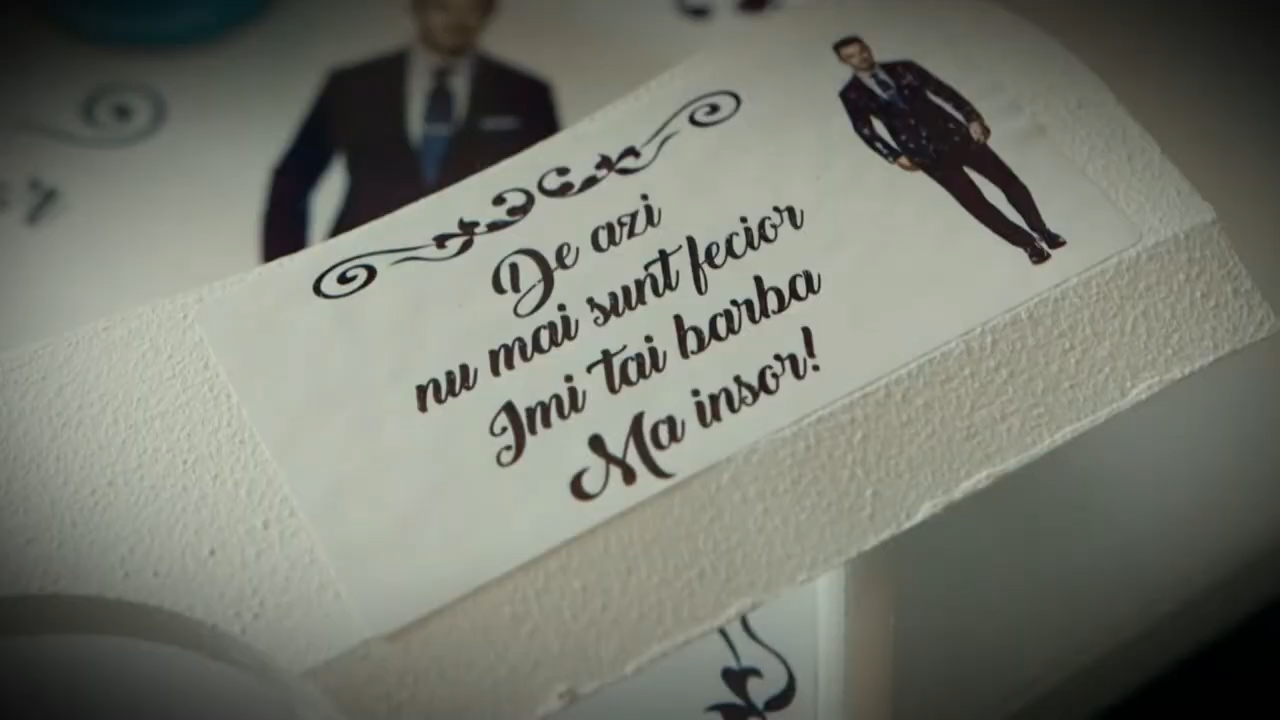 De azi
nu mai sunt fecior
Imi tai barba
Ma insor!